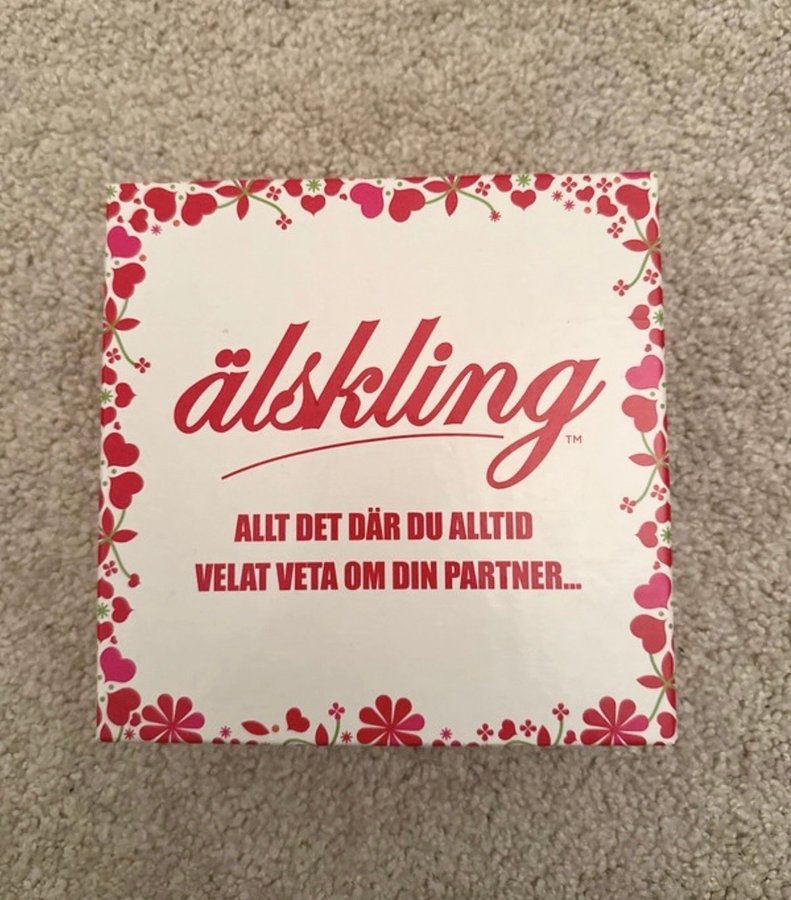 älskling™
ALLT DET DÄR DU ALLTID
VELAT VETA OM DIN PARTNER...